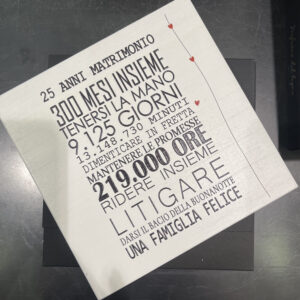 25 ANNI MATRIMONIO
300 MESI INSIEME
TENERSI LA MANO
9.125 GIORNI
13.148.730 MINUTI
DIMENTICARE IN FRETTA
MANTENERE LE PROMESSE
219.000 ORE
RIDERE INSIEME
LITIGARE
DARSI IL BACIO DELLA BUONANOTTE
UNA FAMIGLIA FELICE